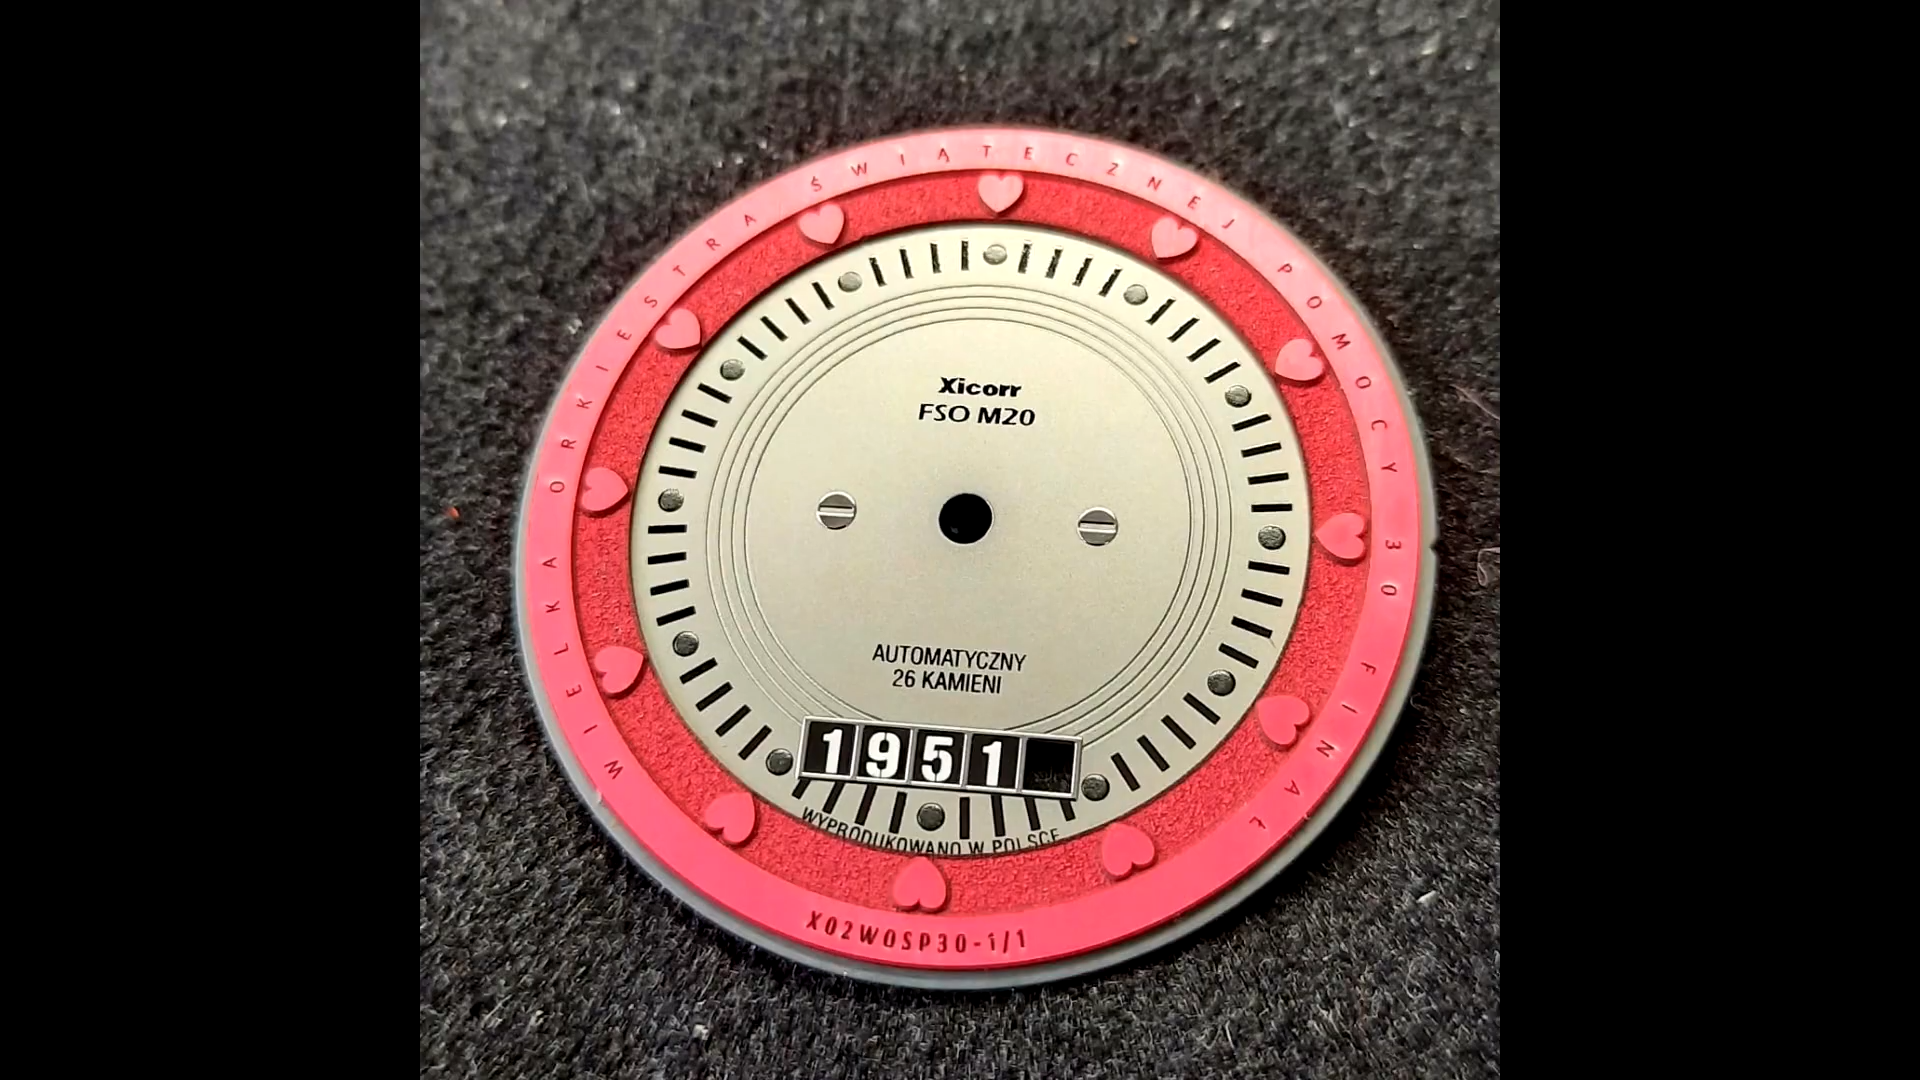 WIELKA ORKIESTRA ŚWIĄTECZNEJ POMOCY 30 FINAŁ
Xicorr
FSO M20
AUTOMATYCZNY
26 KAMIENI
1951
WYPRODUKOWANO W POLSCE
X02WOSP30-1/1